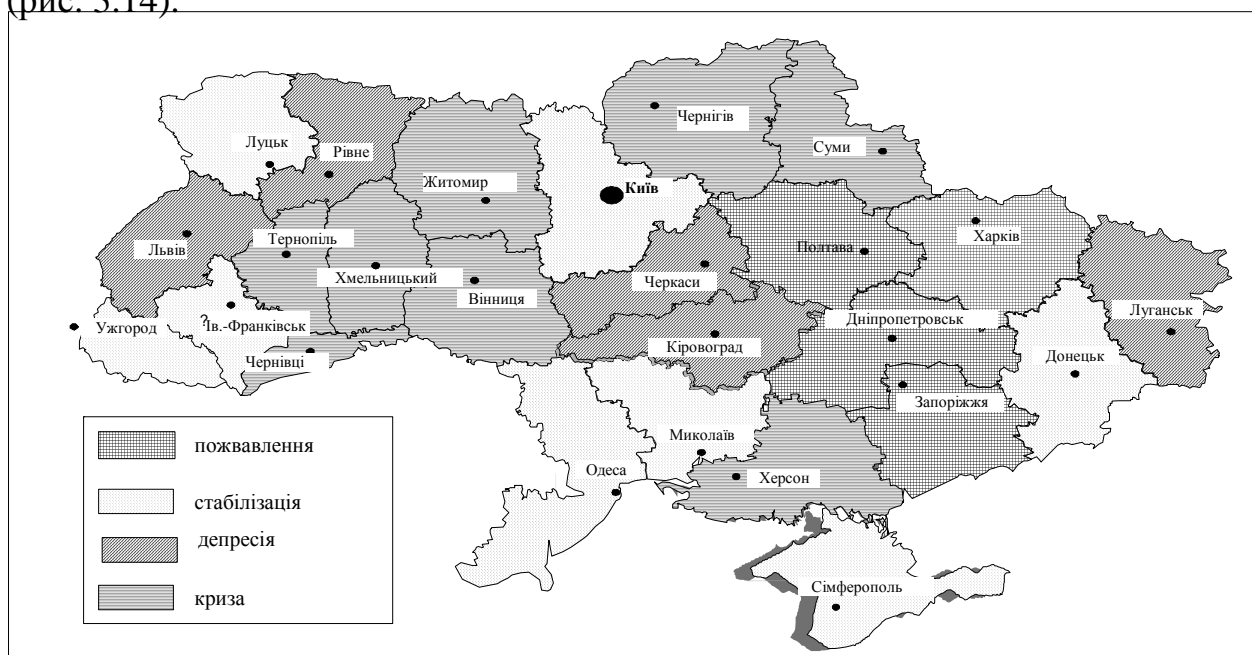 (рис. 3.14).
Чернігів
Суми
Луцьк
Рівне
Житомир
Київ
Львів
Тернопіль
Хмельницький
Вінниця
Черкаси
Полтава
Харків
Ужгород
?
Ів.-Франківськ
Чернівці
Кіровоград
Дніпропетровськ
Луганськ
Донецьк
Запоріжжя
Миколаїв
Одеса
Херсон
Сімферополь
пожвавлення
стабілізація
депресія
криза